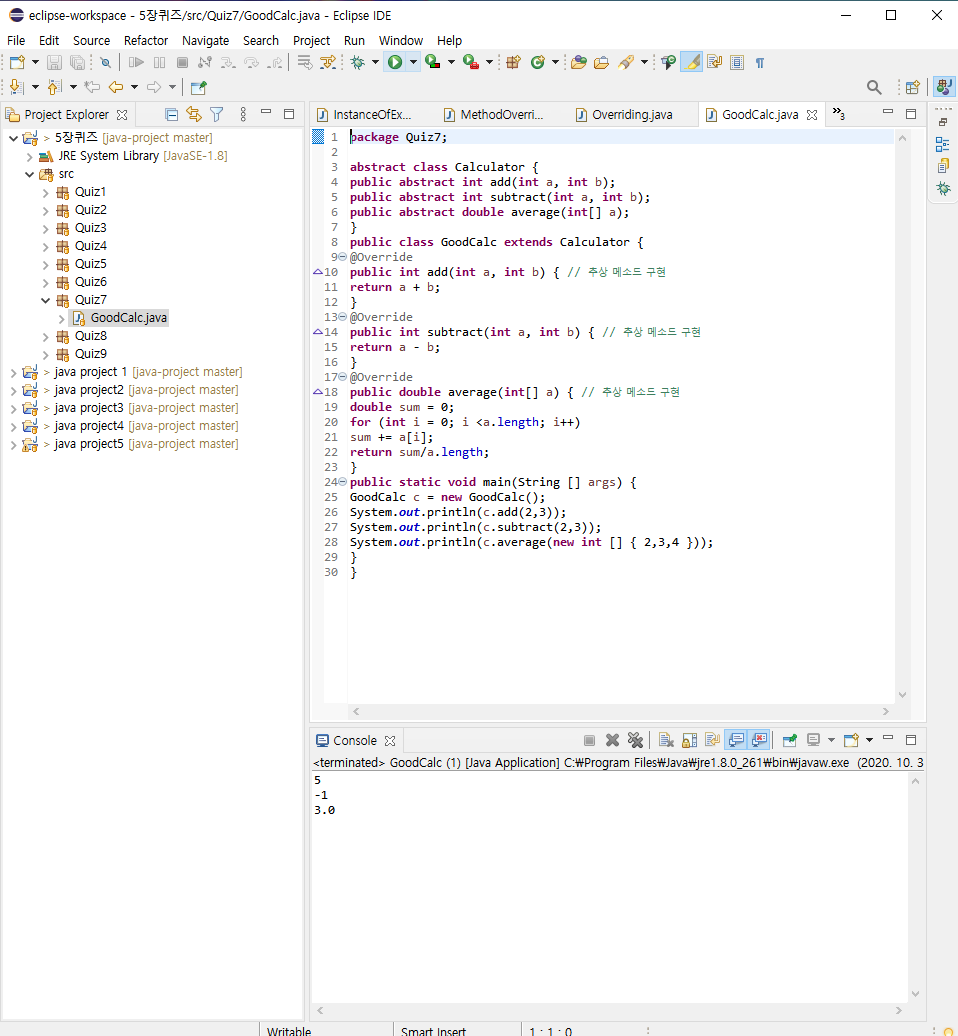 eclipse-workspace - 5장퀴즈/src/Quiz7/GoodCalc.java - Eclipse IDE
File Edit Source Refactor Navigate Search Project Run Window Help
Project Explorer
> 5장퀴즈 [java-project master]
JRE System Library [JavaSE-1.8]
src
Quiz1
Quiz2
Quiz3
Quiz4
Quiz5
Quiz6
Quiz7
GoodCalc.java
Quiz8
Quiz9
> java project 1 [java-project master]
> java project2 [java-project master]
> java project3 [java-project master]
> java project4 [java-project master]
> java project5 [java-project master]
InstanceOfEx... MethodOverri... Overriding.java GoodCalc.java »3
1 package Quiz7;
2
3 abstract class Calculator {
4 public abstract int add(int a, int b);
5 public abstract int subtract(int a, int b);
6 public abstract double average(int[] a);
7 }
8 public class GoodCalc extends Calculator {
9 @Override
10 public int add(int a, int b) { // 추상 메소드 구현
11 return a + b;
12 }
13 @Override
14 public int subtract(int a, int b) { // 추상 메소드 구현
15 return a - b;
16 }
17 @Override
18 public double average(int[] a) { // 추상 메소드 구현
19 double sum = 0;
20 for (int i = 0; i <a.length; i++)
21 sum += a[i];
22 return sum/a.length;
23 }
24 public static void main(String [] args) {
25 GoodCalc c = new GoodCalc();
26 System.out.println(c.add(2,3));
27 System.out.println(c.subtract(2,3));
28 System.out.println(c.average(new int [] { 2,3,4 }));
29 }
30 }
Console
<terminated> GoodCalc (1) [Java Application] C:₩Program Files₩Java₩jre1.8.0_261₩bin₩javaw.exe (2020. 10. 3
5
-1
3.0
Writable Smart Insert 1 : 1 : 0